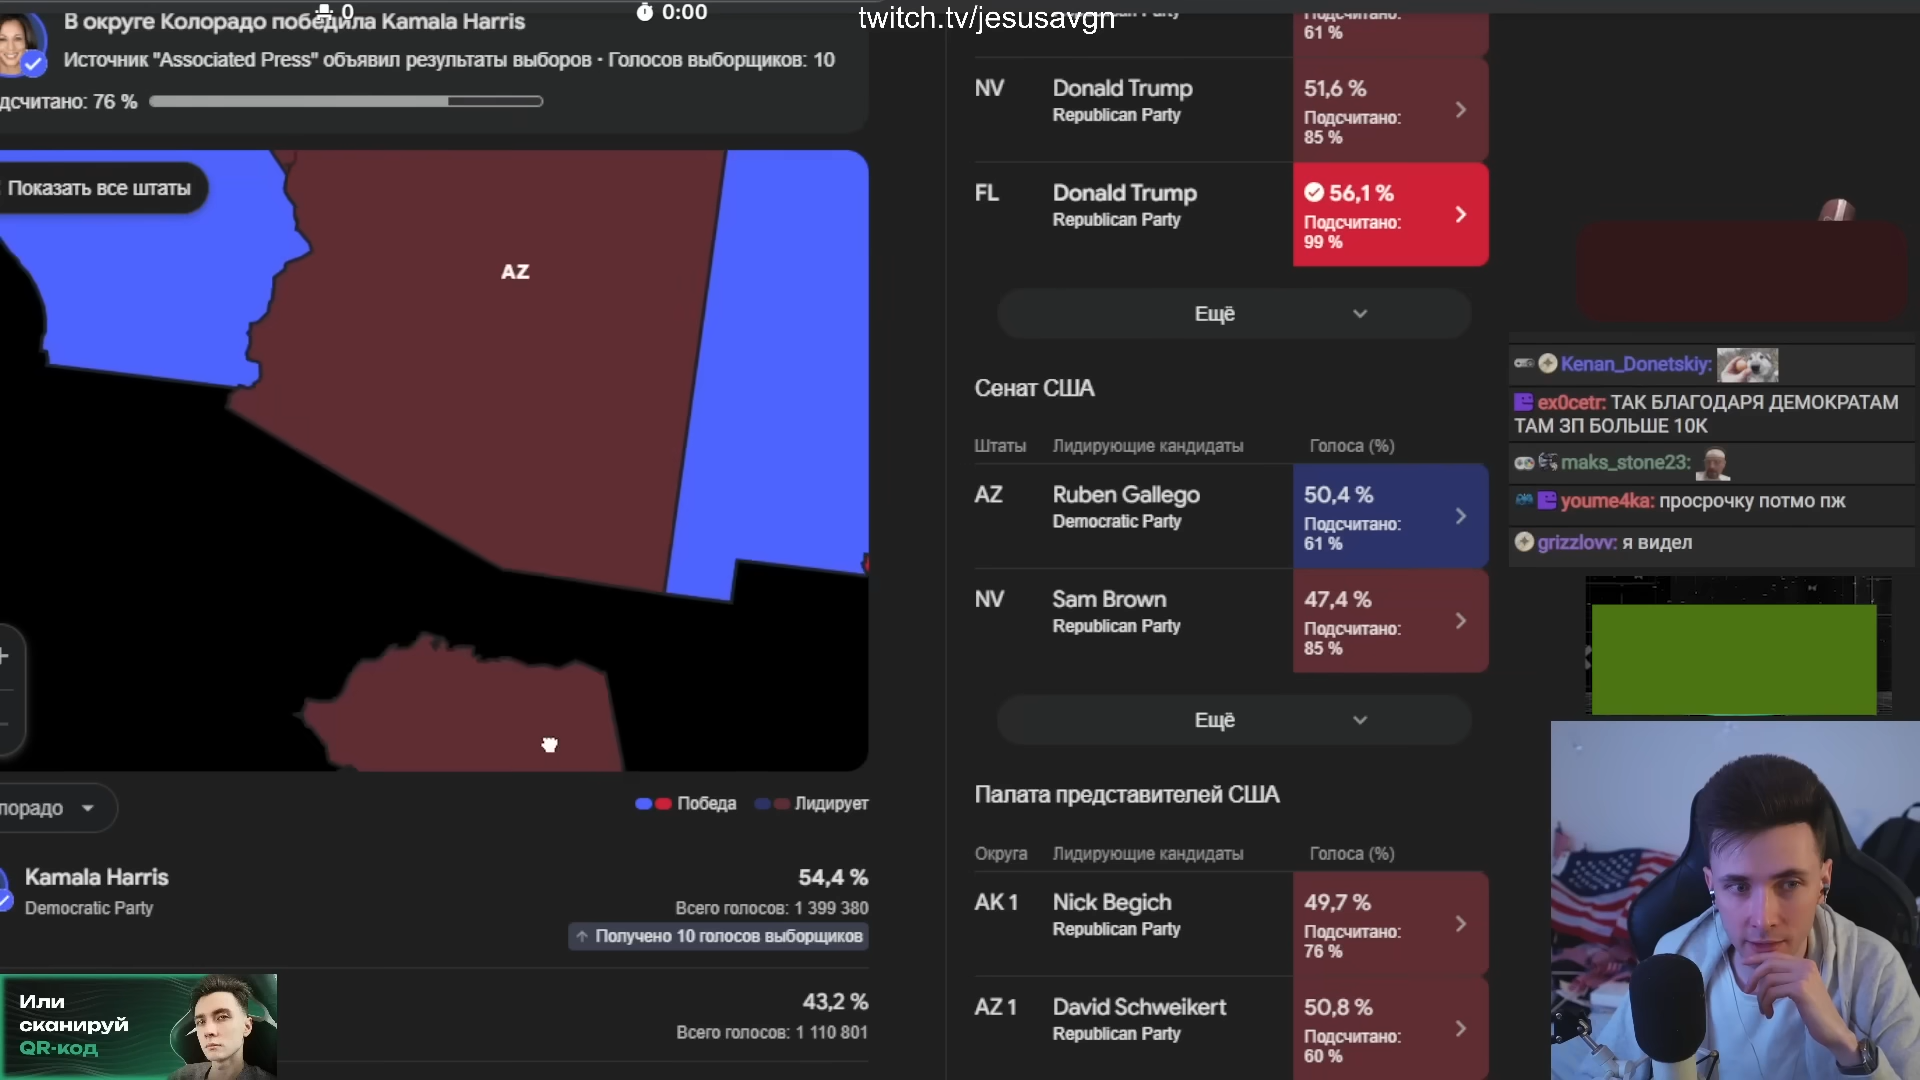 0
0:00
twitch.tv/jesusavgn
В округе Колорадо победила Kamala Harris
Источник "Associated Press" объявил результаты выборов · Голосов выборщиков: 10
дсчитано: 76 %
Показать все штаты
AZ
порадо
Победа
Лидирует
Kamala Harris
54,4 %
Democratic Party
Всего голосов: 1 399 380
Получено 10 голосов выборщиков
43,2 %
Всего голосов: 1 110 801
Или
сканируй
QR-код
Подсчитано:
61 %
NV
Donald Trump
Republican Party
51,6 %
Подсчитано:
85 %
FL
Donald Trump
Republican Party
56,1 %
Подсчитано:
99 %
Ещё
Сенат США
Штаты
Лидирующие кандидаты
Голоса (%)
AZ
Ruben Gallego
Democratic Party
50,4 %
Подсчитано:
61 %
NV
Sam Brown
Republican Party
47,4 %
Подсчитано:
85 %
Ещё
Палата представителей США
Округа
Лидирующие кандидаты
Голоса (%)
AK 1
Nick Begich
Republican Party
49,7 %
Подсчитано:
76 %
AZ 1
David Schweikert
Republican Party
50,8 %
Подсчитано:
60 %
Kenan_Donetskiy:
ex0cetr: ТАК БЛАГОДАРЯ ДЕМОКРАТАМ
ТАМ ЗП БОЛЬШЕ 10К
maks_stone23:
youme4ka: просрочку потмо пж
grizzlovv: я видел